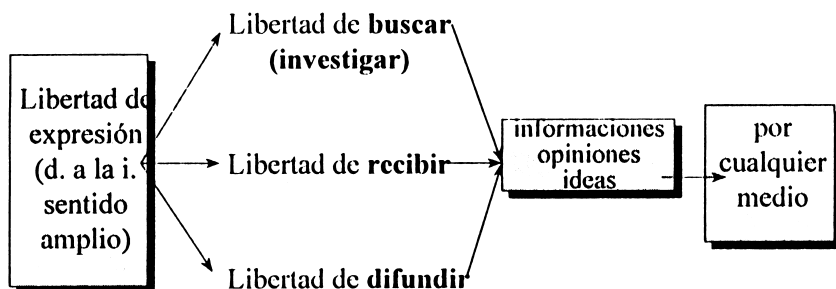 Libertad de
expresión
(d. a la i.
sentido
amplio)
Libertad de buscar
(investigar)
Libertad de recibir
Libertad de difundir
informaciones
opiniones
ideas
por
cualquier
medio